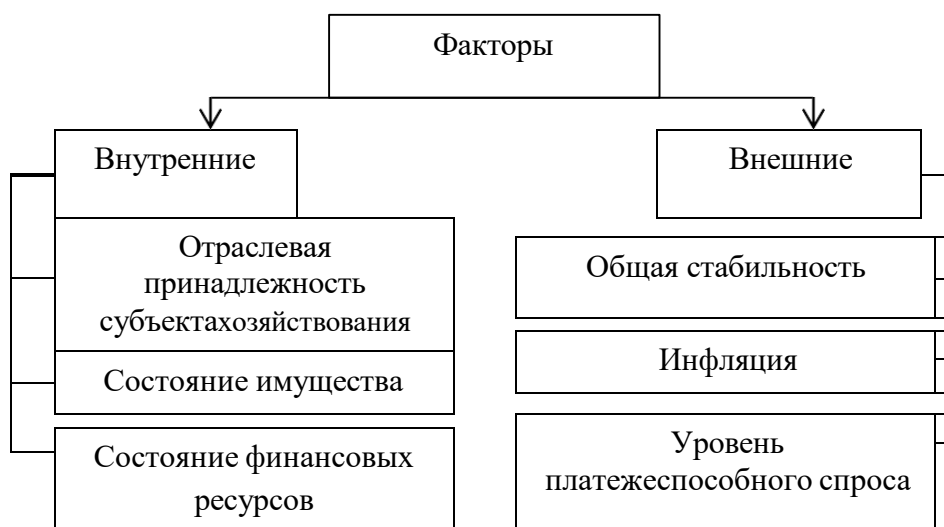 Факторы
Внутренние
Внешние
Отраслевая
принадлежность
субъектахозяйствования
Состояние имущества
Состояние финансовых
ресурсов
Общая стабильность
Инфляция
Уровень
платежеспособного спроса